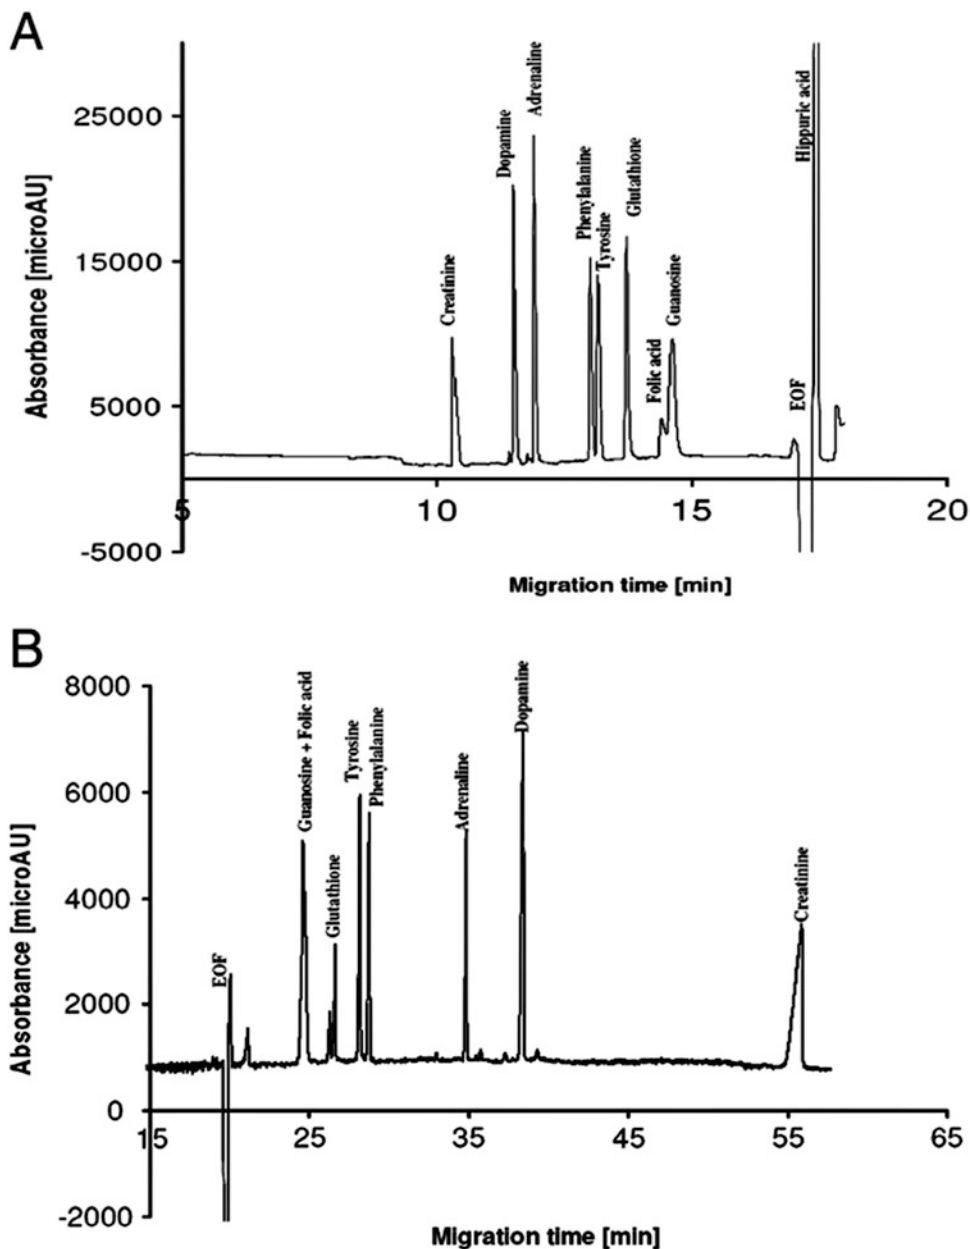 A
25000
15000
5000
-5000
Absorbance [microAU]
Creatinine
Dopamine
Adrenaline
Phenylalanine
Tyrosine
Glutathione
Folic acid
Guanosine
EOF
Hippuric acid
5
10
15
20
Migration time [min]
B
8000
6000
4000
2000
0
-2000
Absorbance [microAU]
EOF
Guanosine + Folic acid
Glutathione
Tyrosine
Phenylalanine
Adrenaline
Dopamine
Creatinine
15
25
35
45
55
65
Migration time [min]